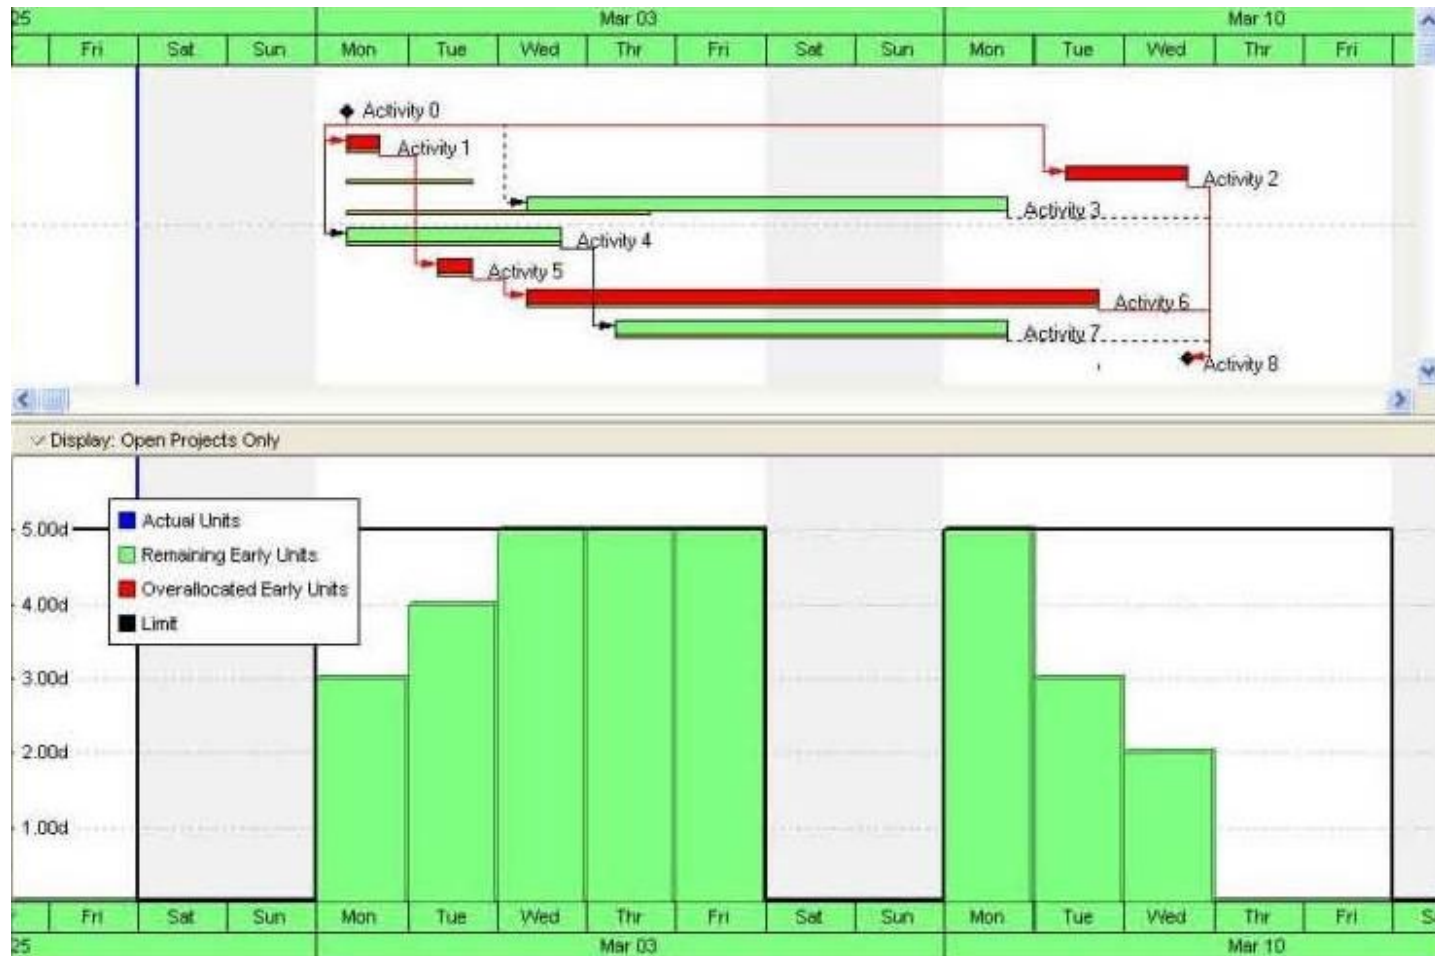 25 Mar 03 Mar 10
Fri Sat Sun Mon Tue Wed Thr Fri Sat Sun Mon Tue Wed Thr Fri
Activity 0
Activity 1
Activity 2
Activity 3
Activity 4
Activity 5
Activity 6
Activity 7
Activity 8
Display: Open Projects Only
Actual Units
5.00d
Remaining Early Units
Overallocated Early Units
4.00d
Limit
3.00d
2.00d
1.00d
Fri Sat Sun Mon Tue Wed Thr Fri Sat Sun Mon Tue Wed Thr Fri S
25 Mar 03 Mar 10